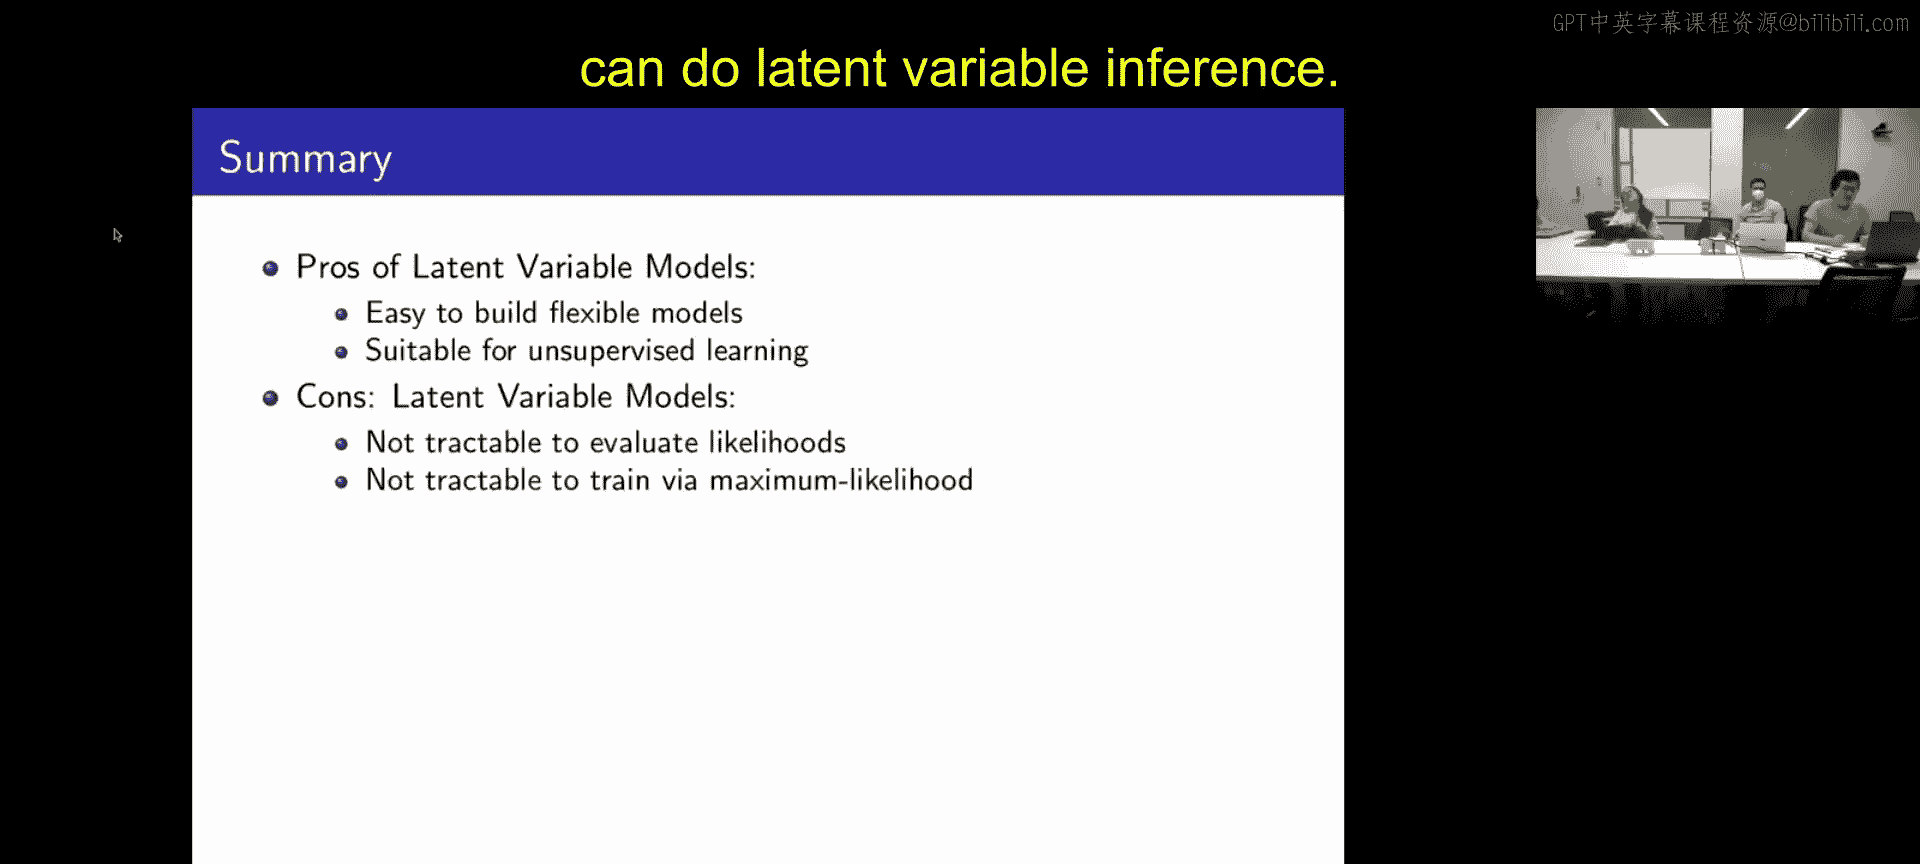 GPT中英字幕课程资源@bilibili.com
can do latent variable inference.
Summary
Pros of Latent Variable Models:
Easy to build flexible models
Suitable for unsupervised learning
Cons: Latent Variable Models:
Not tractable to evaluate likelihoods
Not tractable to train via maximum-likelihood